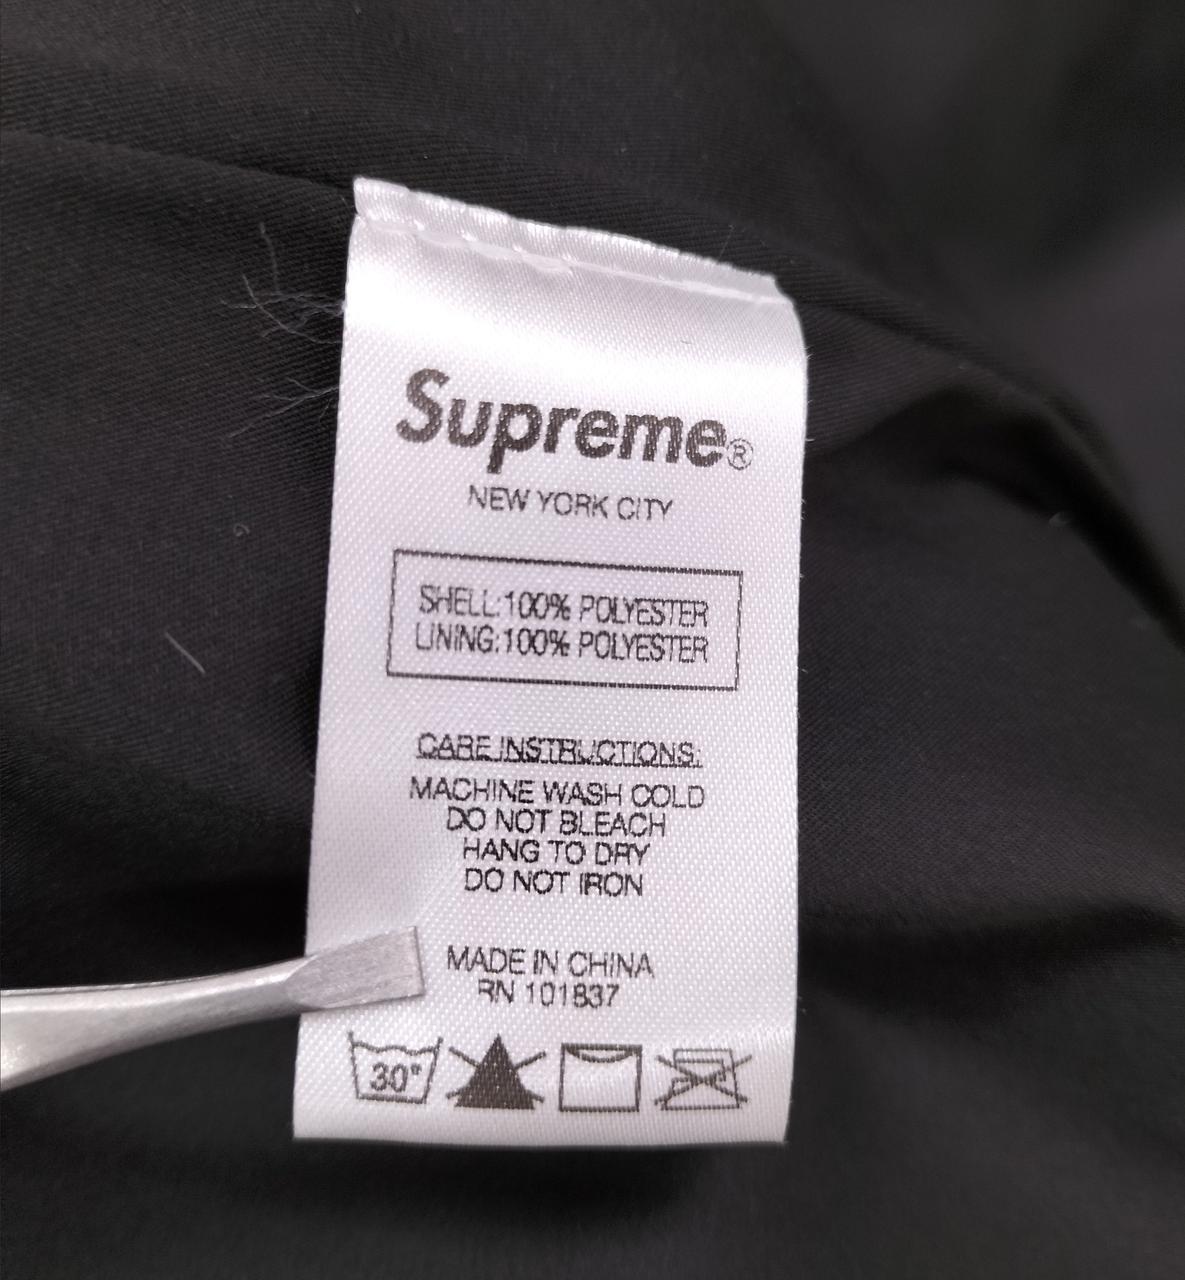 Supreme®
NEW YORK CITY
SHELL:100% POLYESTER
LINING:100% POLYESTER
CARE INSTRUCTIONS:
MACHINE WASH COLD
DO NOT BLEACH
HANG TO DRY
DO NOT IRON
MADE IN CHINA
RN 101837
30°